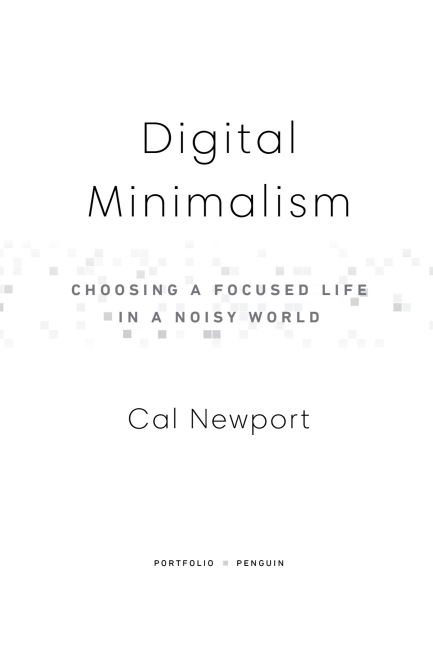 Digital
Minimalism
CHOOSING A FOCUSED LIFE
IN A NOISY WORLD
Cal Newport
PORTFOLIO ■ PENGUIN